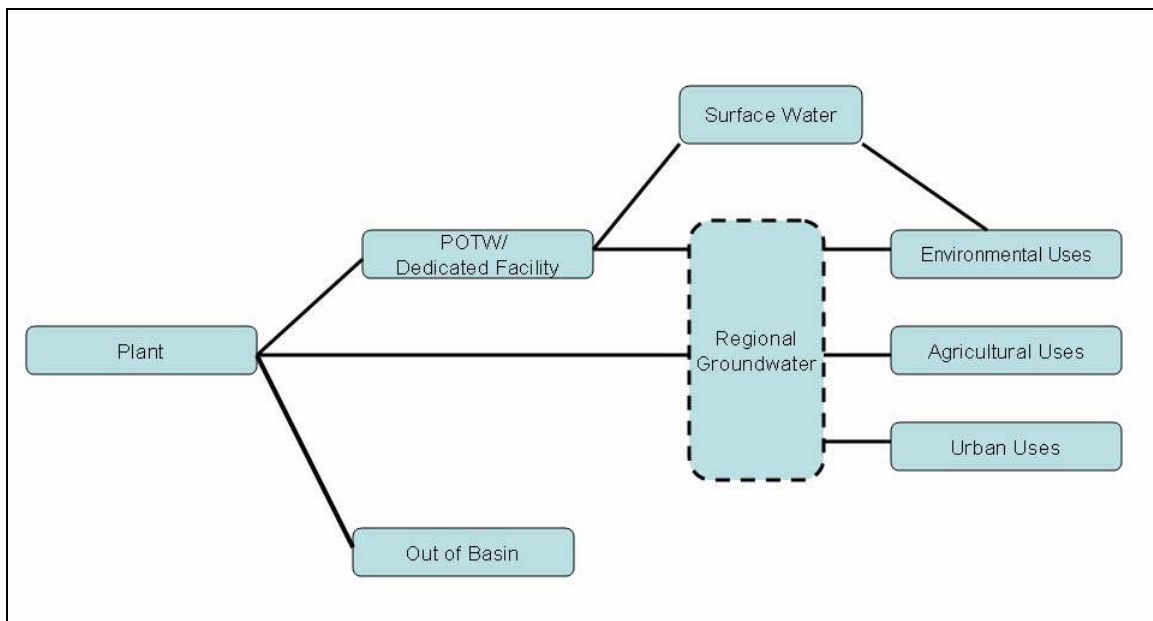 Surface Water
POTW/
Dedicated Facility
Environmental Uses
Plant
Regional
Groundwater
Agricultural Uses
Urban Uses
Out of Basin